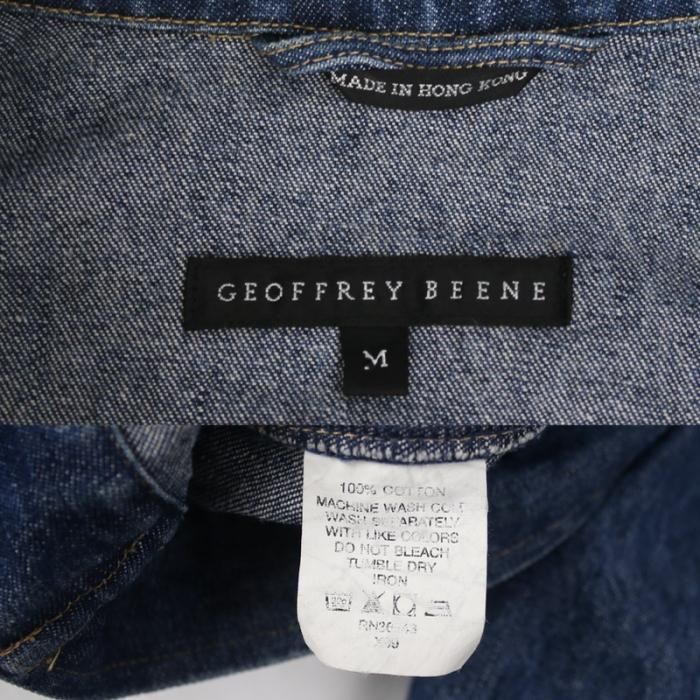 MADE IN HONG KONG
GEOFFREY BEENE
M
100% COTTON
MACHINE WASH COLD
WASH SEPARATELY
WITH LIKE COLORS
DO NOT BLEACH
TUMBLE DRY
IRON